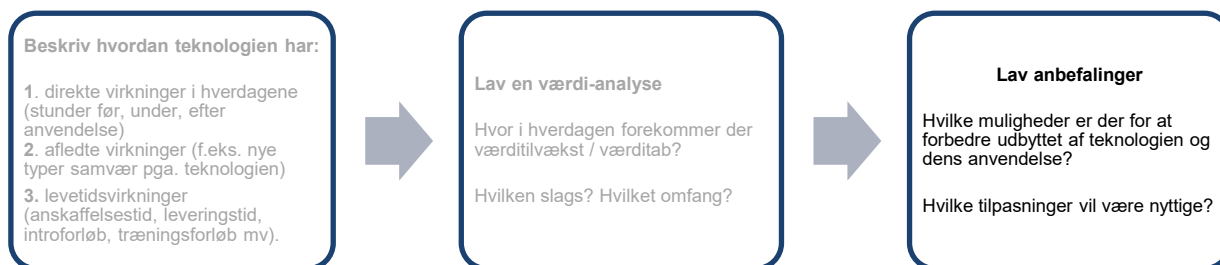 Beskriv hvordan teknologien har:
1. direkte virkninger i hverdagene
(stunder før, under, efter
anvendelse)
2. afledte virkninger (f.eks. nye
typer samvær pga. teknologien)
3. levetidsvirkninger
(anskaffelsestid, leveringstid,
introforløb, træningsforløb mv).
Lav en værdi-analyse
Hvor i hverdagen forekommer der
værditilvækst / værditab?
Hvilken slags? Hvilket omfang?
Lav anbefalinger
Hvilke muligheder er der for at
forbedre udbyttet af teknologien og
dens anvendelse?
Hvilke tilpasninger vil være nyttige?